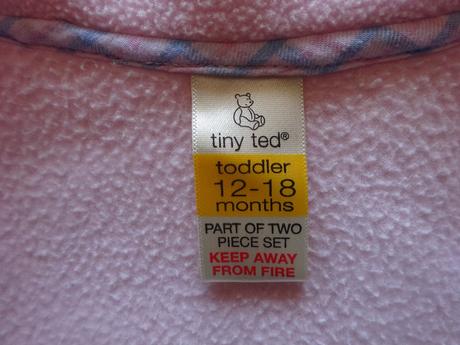 tiny ted®
toddler
12-18
months
PART OF TWO
PIECE SET
KEEP AWAY
FROM FIRE